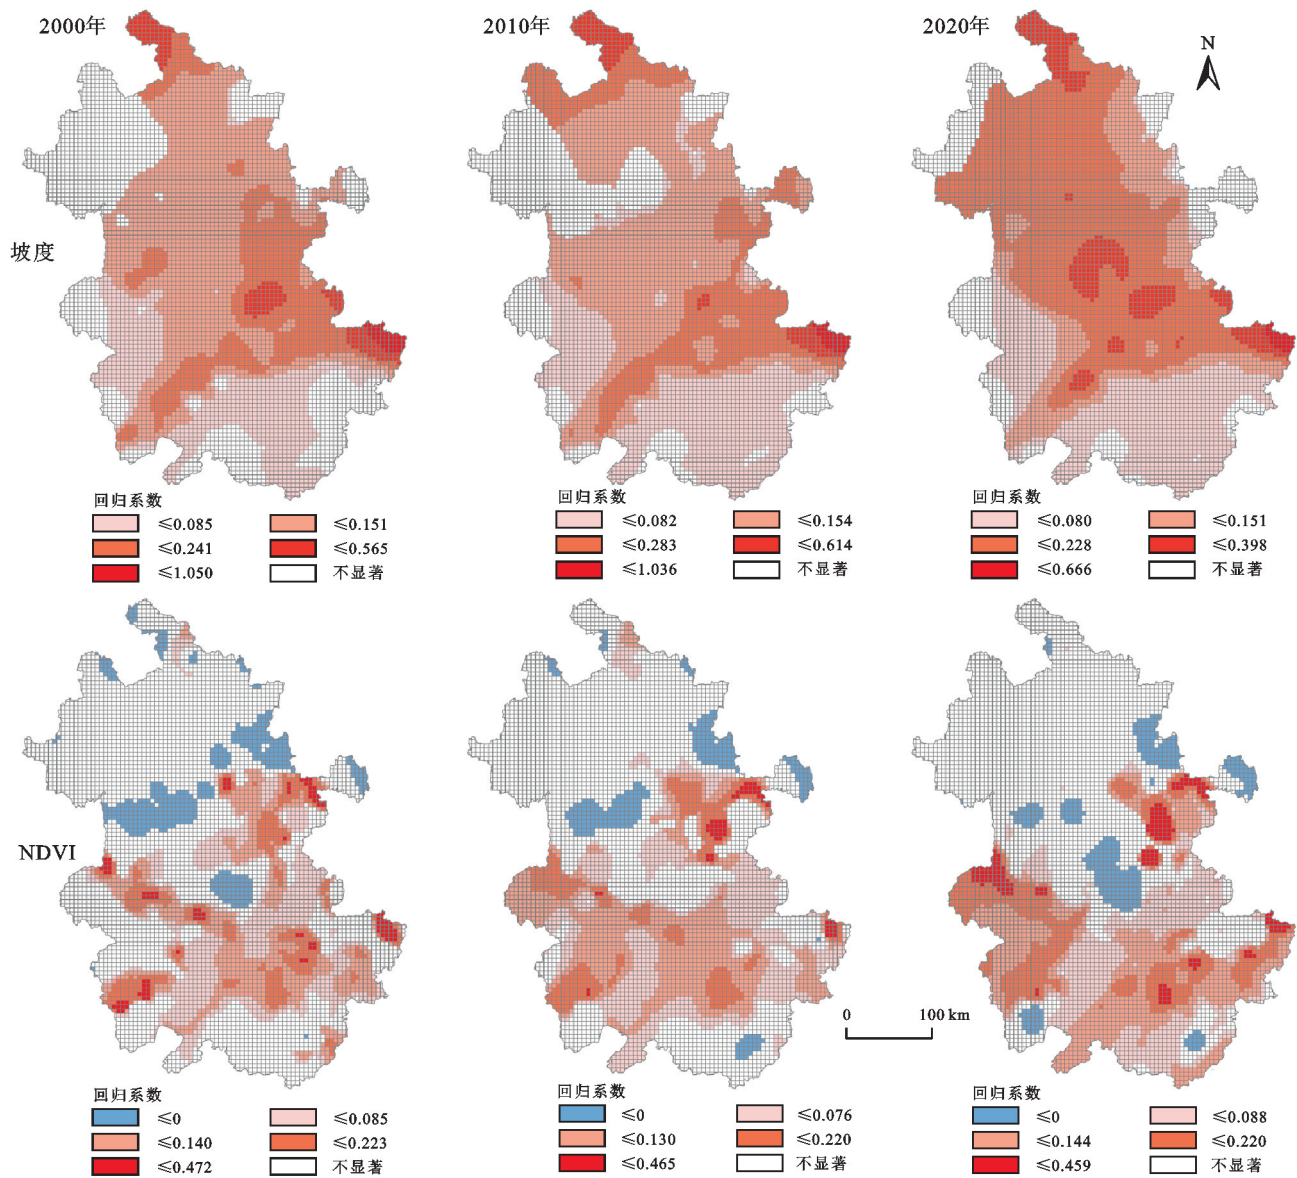 2000年
2010年
2020年
N
坡度
回归系数
≤0.085
≤0.151
≤0.241
≤0.565
≤1.050
不显著
回归系数
≤0.082
≤0.154
≤0.283
≤0.614
≤1.036
不显著
回归系数
≤0.080
≤0.151
≤0.228
≤0.398
≤0.666
不显著
NDVI
0 100 km
回归系数
≤0
≤0.085
≤0.140
≤0.223
≤0.472
不显著
回归系数
≤0
≤0.076
≤0.130
≤0.220
≤0.465
不显著
回归系数
≤0
≤0.088
≤0.144
≤0.220
≤0.459
不显著